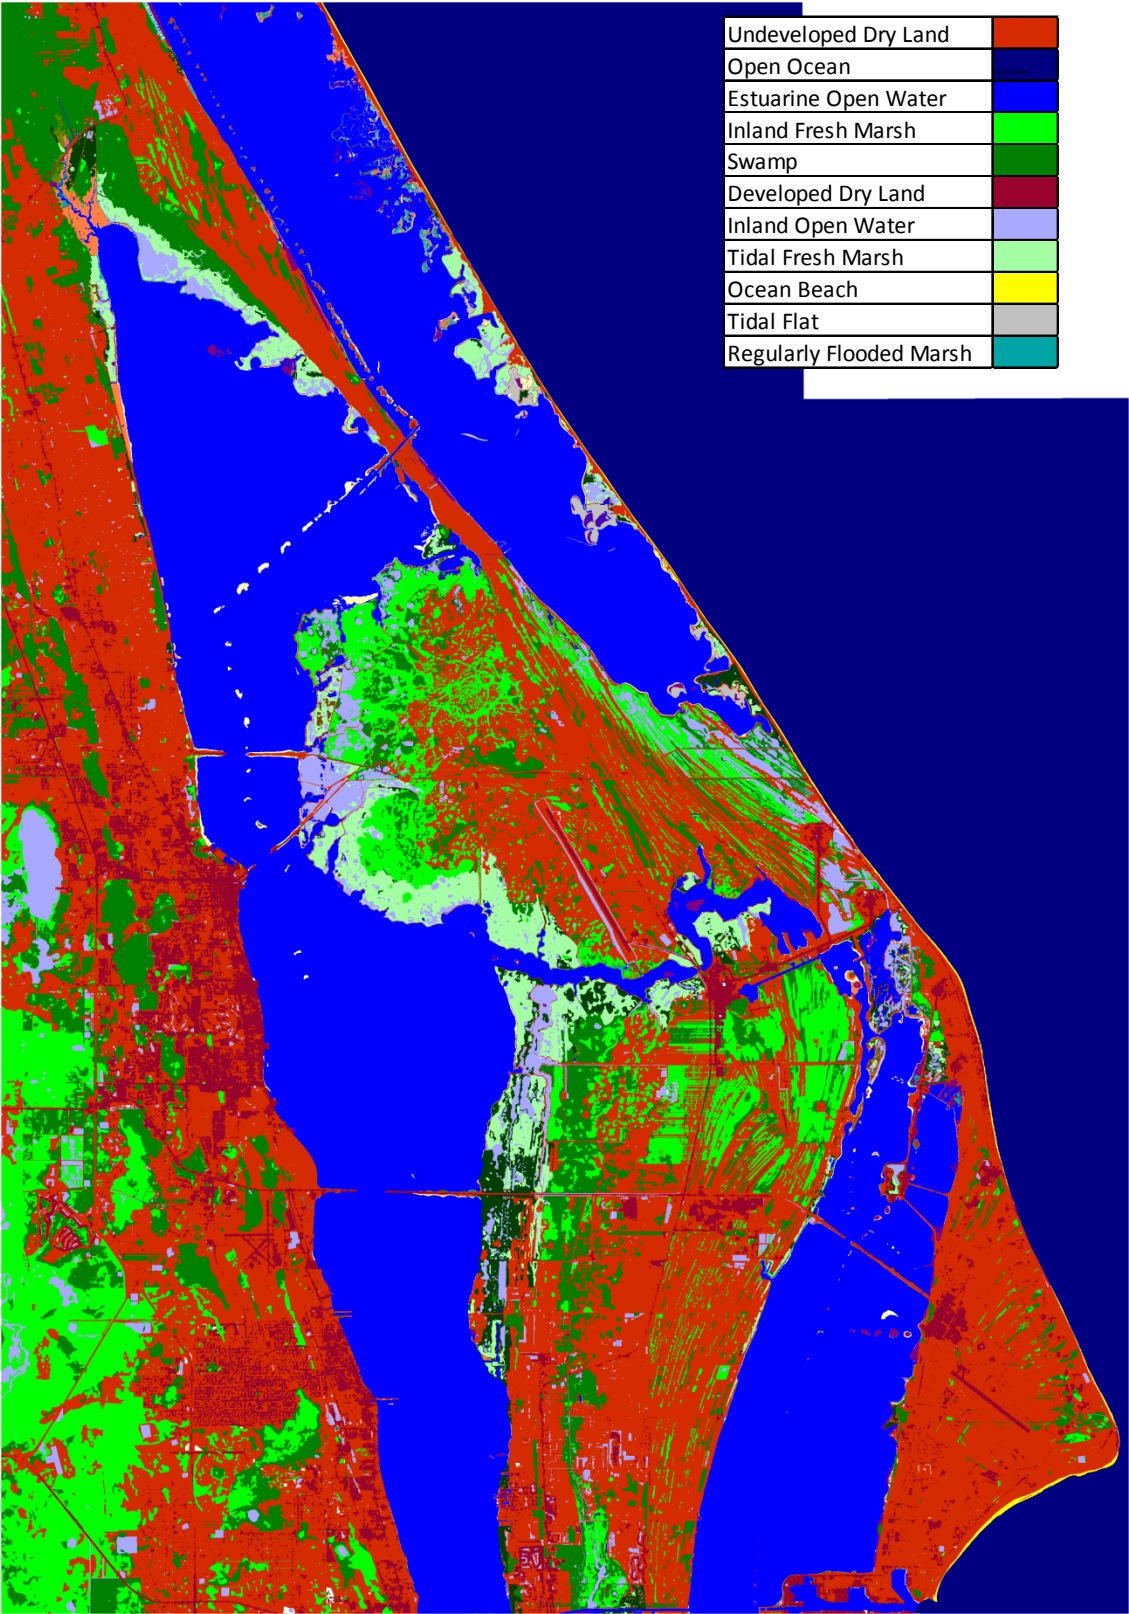 Undeveloped Dry Land
Open Ocean
Estuarine Open Water
Inland Fresh Marsh
Swamp
Developed Dry Land
Inland Open Water
Tidal Fresh Marsh
Ocean Beach
Tidal Flat
Regularly Flooded Marsh